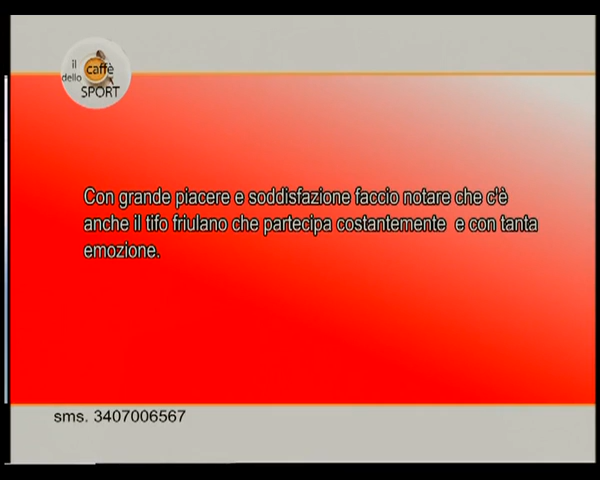 il
caffè
dello
SPORT
Con grande piacere e soddisfazione faccio notare che c'è
anche il tifo friulano che partecipa costantemente e con tanta
emozione.
sms. 3407006567